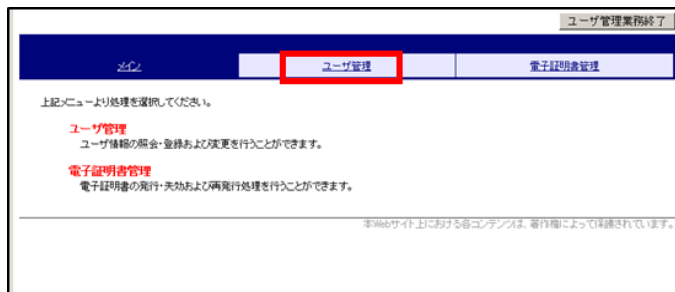 ユーザ管理業務終了
メイン
ユーザ管理
電子証明書管理
上記メニューより処理を選択してください。
ユーザ管理
ユーザ情報の照会・登録および変更を行うことができます。
電子証明書管理
電子証明書の発行・失効および再発行処理を行うことができます。
本Webサイト上における各コンテンツは、著作権によって保護されています。